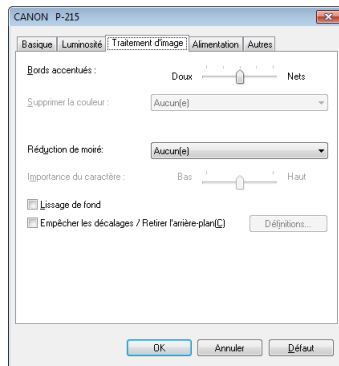 CANON P-215
Basique Luminosité Traitement d'image Alimentation Autres
Bords accentués : Doux Nets
Supprimer la couleur : Aucun(e)
Réduction de moiré: Aucun(e)
Importance du caractère : Bas Haut
Lissage de fond
Empêcher les décalages / Retirer l'arrière-plan(C) Définitions...
OK Annuler Défaut